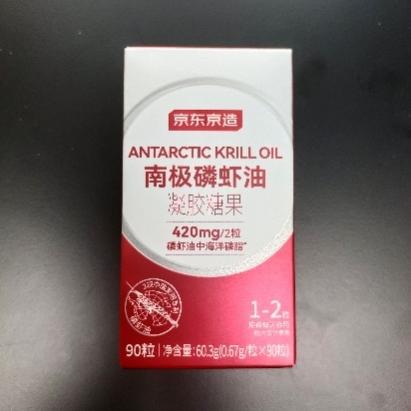 京东京造
ANTARCTIC KRILL OIL
南极磷虾油
凝胶糖果
420mg/2粒
磷虾油中海洋磷脂*
1-2粒
90粒 净含量:60.3g(0.67g/粒×90粒)